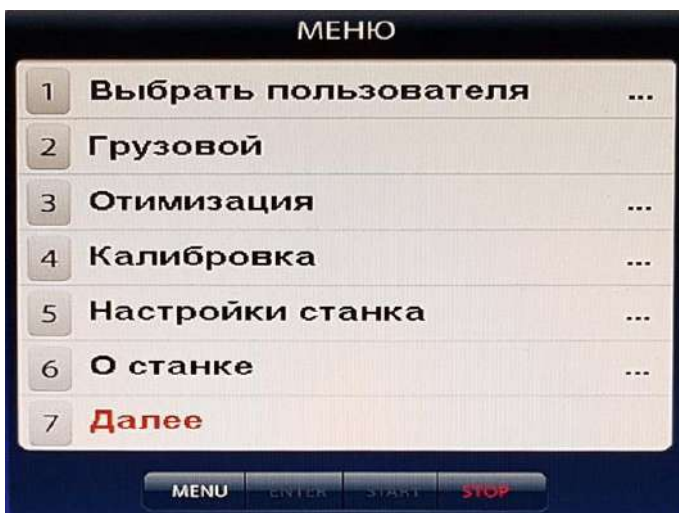 МЕНЮ
1 Выбрать пользователя ...
2 Грузовой
3 Отимизация ...
4 Калибровка ...
5 Настройки станка ...
6 О станке ...
7 Далее
MENU ENTER START STOP